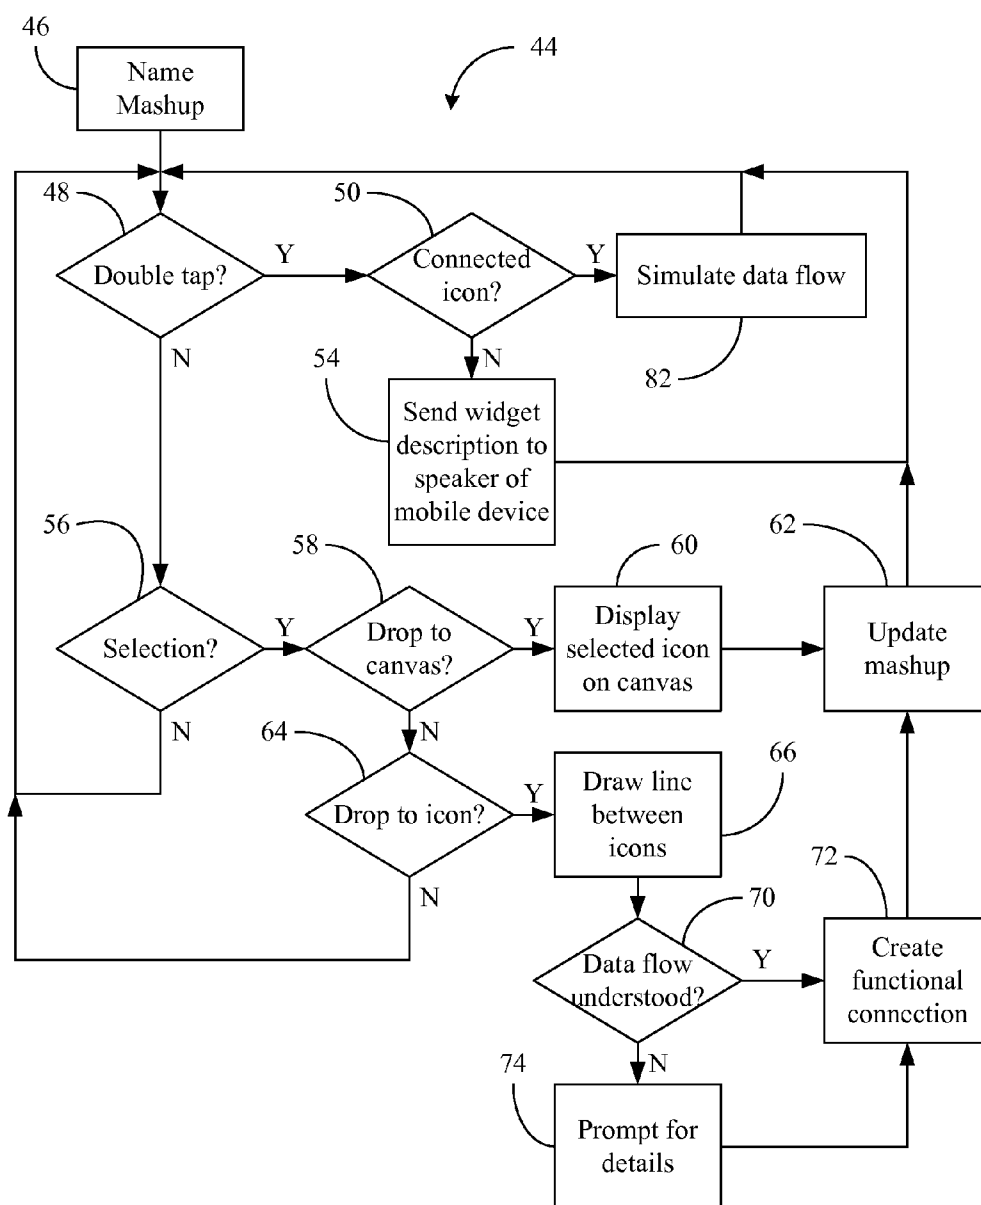 46
44
Name
Mashup
48
50
Double tap?
Y
Connected
icon?
Y
Simulate data flow
N
N
54
82
Send widget
description to
speaker of
mobile device
56
58
60
62
Selection?
Y
Drop to
canvas?
Y
Display
selected icon
on canvas
Update
mashup
N
N
64
66
Drop to icon?
Y
Draw line
between
icons
N
72
70
Data flow
understood?
Y
Create
functional
connection
N
74
Prompt for
details